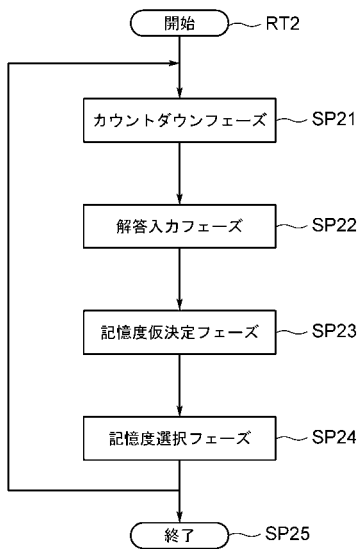 開始 RT2
カウントダウンフェーズ SP21
解答入力フェーズ SP22
記憶度仮決定フェーズ SP23
記憶度選択フェーズ SP24
終了 SP25